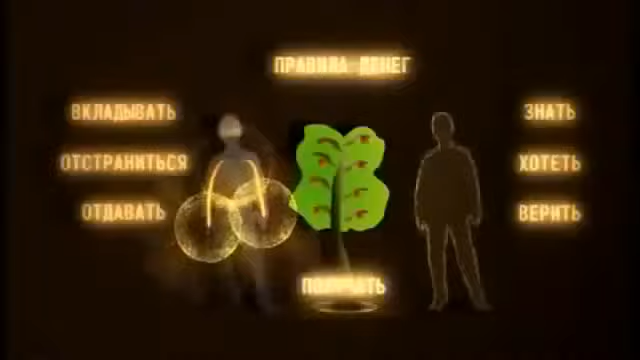 ПРАВИЛА ДЕНЕГ
ВКЛАДЫВАТЬ
ОТСТРАНИТЬСЯ
ОТДАВАТЬ
ЗНАТЬ
ХОТЕТЬ
ВЕРИТЬ
ПОЛУЧАТЬ